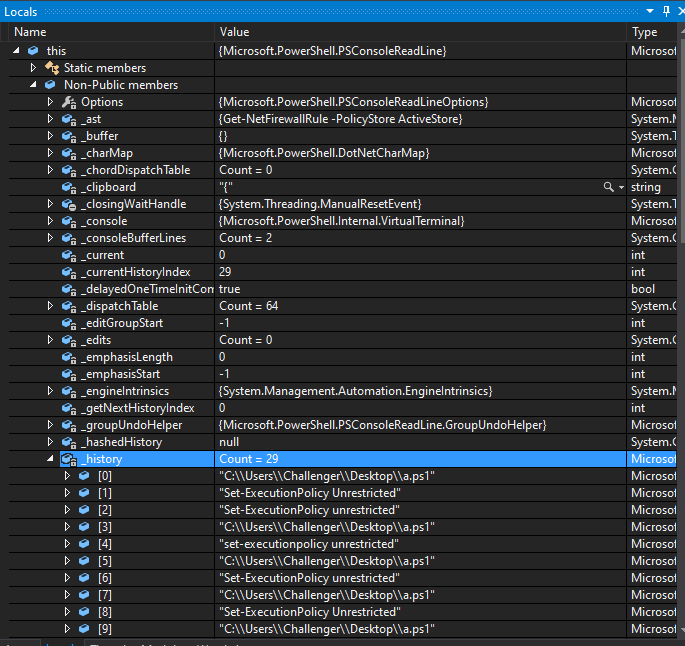 Locals
Name Value Type
this {Microsoft.PowerShell.PSConsoleReadLine} Microsof
Static members
Non-Public members
Options {Microsoft.PowerShell.PSConsoleReadLineOptions} Microsof
_ast {Get-NetFirewallRule -PolicyStore ActiveStore} System.M
_buffer {} System.T
_charMap {Microsoft.PowerShell.DotNetCharMap} Microsof
_chordDispatchTable Count = 0 System.C
_clipboard "{" string
_closingWaitHandle {System.Threading.ManualResetEvent} System.T
_console {Microsoft.PowerShell.Internal.VirtualTerminal} Microsof
_consoleBufferLines Count = 2 System.C
_current 0 int
_currentHistoryIndex 29 int
_delayedOneTimeInitCom true bool
_dispatchTable Count = 64 System.C
_editGroupStart -1 int
_edits Count = 0 System.C
_emphasisLength 0 int
_emphasisStart -1 int
_engineIntrinsics {System.Management.Automation.EngineIntrinsics} System.M
_getNextHistoryIndex 0 int
_groupUndoHelper {Microsoft.PowerShell.PSConsoleReadLine.GroupUndoHelper} Microsof
_hashedHistory null System.C
_history Count = 29 Microsof
[0] "C:\\Users\\Challenger\\Desktop\\a.ps1" Microsof
[1] "Set-ExecutionPolicy Unrestricted" Microsof
[2] "Set-ExecutionPolicy unrestricted" Microsof
[3] "C:\\Users\\Challenger\\Desktop\\a.ps1" Microsof
[4] "set-executionpolicy unrestricted" Microsof
[5] "C:\\Users\\Challenger\\Desktop\\a.ps1" Microsof
[6] "Set-ExecutionPolicy unrestricted" Microsof
[7] "C:\\Users\\Challenger\\Desktop\\a.ps1" Microsof
[8] "Set-ExecutionPolicy Unrestricted" Microsof
[9] "C:\\Users\\Challenger\\Desktop\\a.ps1" Microsof